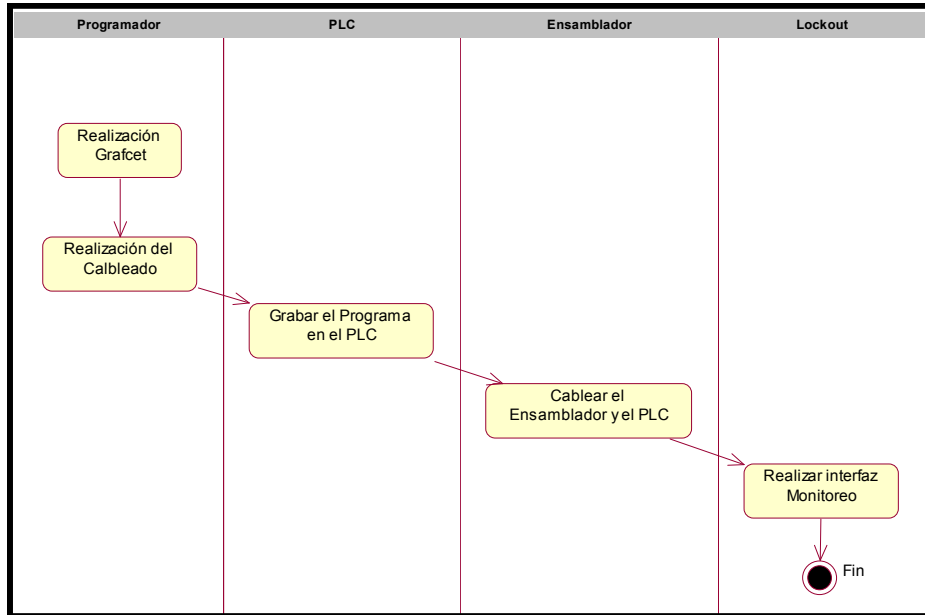 Programador
PLC
Ensamblador
Lockout
Realización
Grafcet
Realización del
Calbleado
Grabar el Programa
en el PLC
Cablear el
Ensamblador y el PLC
Realizar interfaz
Monitoreo
Fin